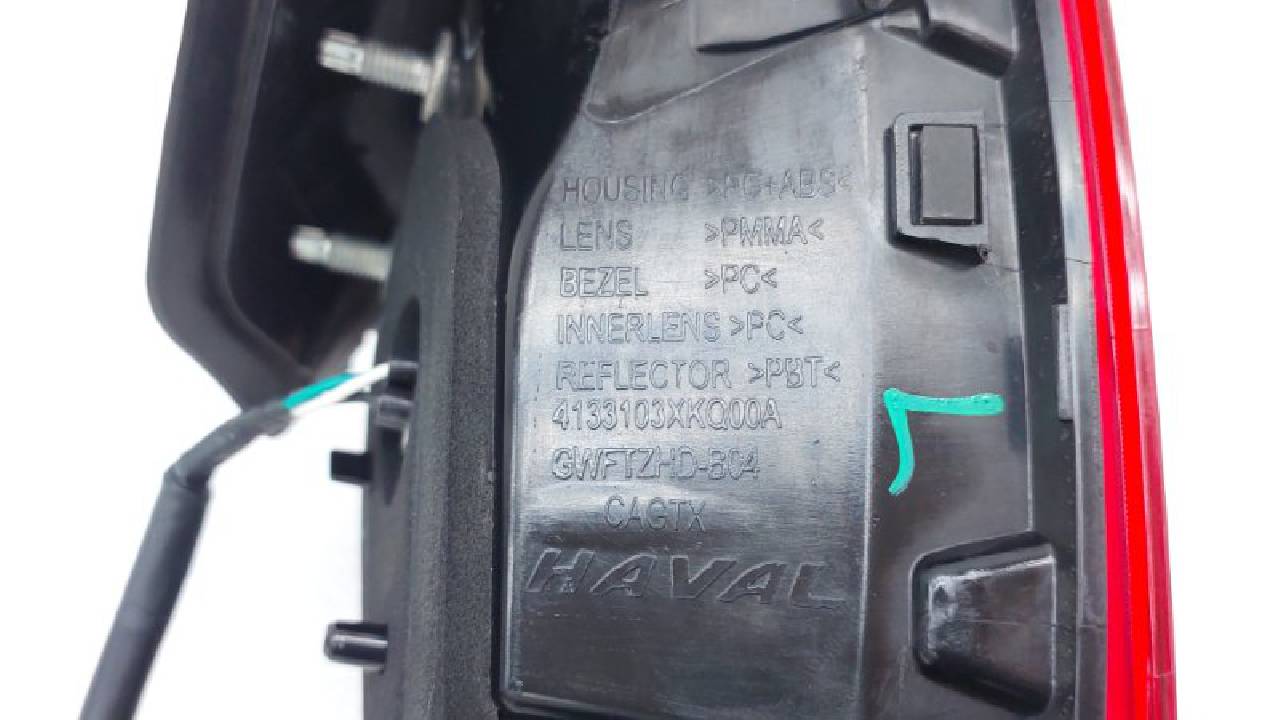 HOUSING >PC+ABS<
LENS >PMMA<
BEZEL >PC<
INNERLENS >PC<
REFLECTOR >PBT<
4133103XKQ00A
GWFTZHD-B04
CAGTX
HAVAL